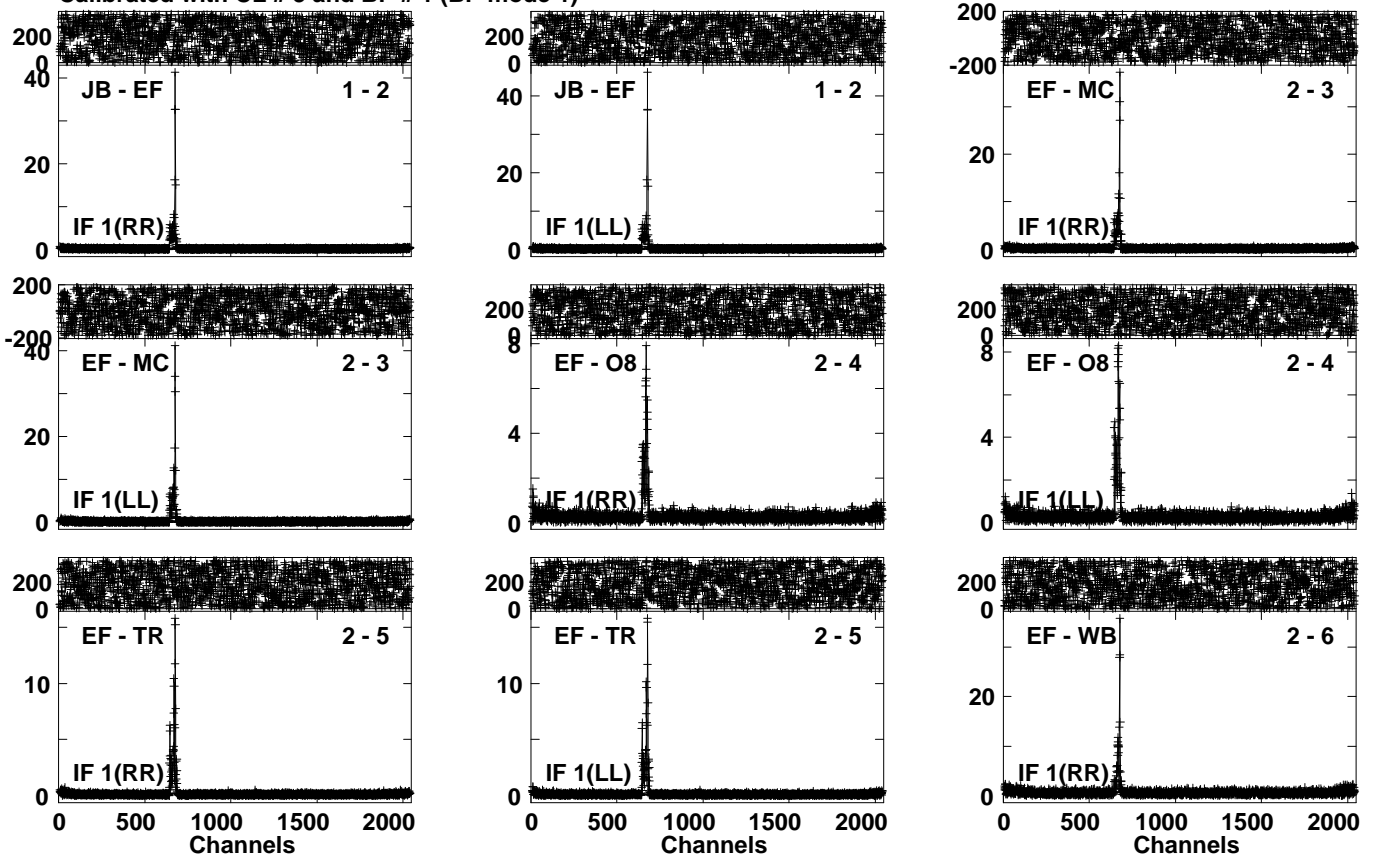 200 200 200
0 0 -200
40 JB - EF 1 - 2 40 JB - EF 1 - 2 EF - MC 2 - 3
20 20 20
IF 1(RR) IF 1(LL) IF 1(RR)
0 0 0
200 200 200
-200 0 0
40 EF - MC 2 - 3 8 EF - O8 2 - 4 8 EF - O8 2 - 4
20 4 4
IF 1(LL) IF 1(RR) IF 1(LL)
0 0 0
200 200 200
0 0 0
EF - TR 2 - 5 EF - TR 2 - 5 EF - WB 2 - 6
10 10 20
IF 1(RR) IF 1(LL) IF 1(RR)
0 0 0
0 500 1000 1500 2000 0 500 1000 1500 2000 0 500 1000 1500 2000
Channels Channels Channels